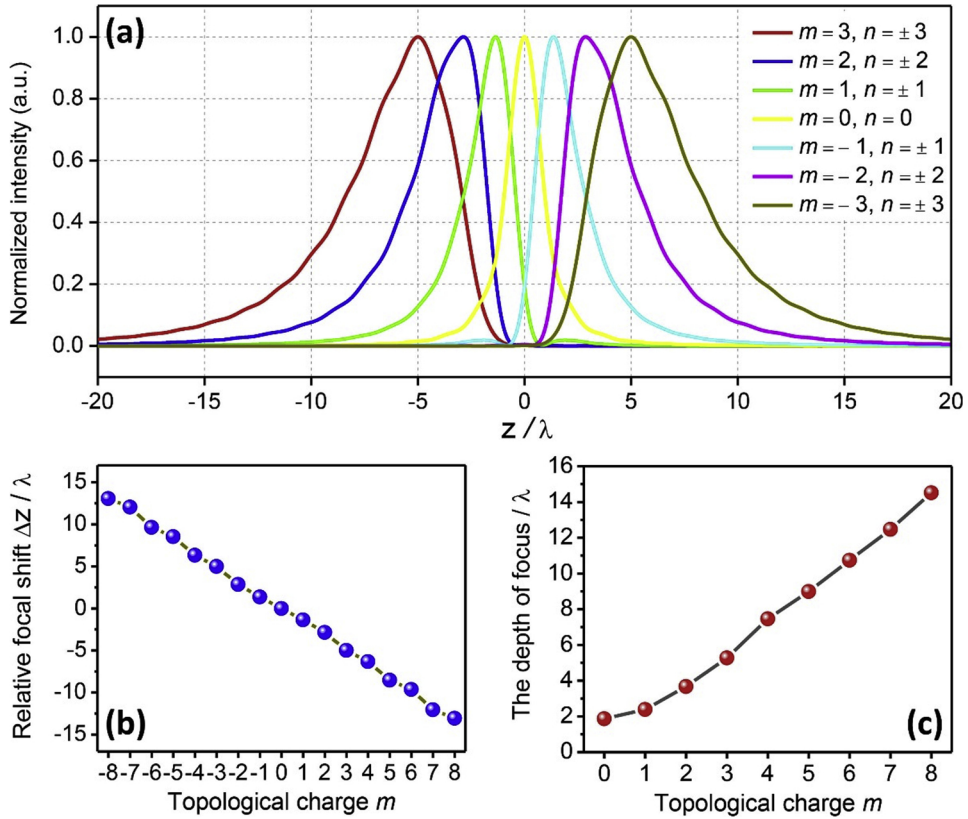 (a)
Normalized intensity (a.u.)
1.0
0.8
0.6
0.4
0.2
0.0
m = 3, n = ± 3
m = 2, n = ± 2
m = 1, n = ± 1
m = 0, n = 0
m = − 1, n = ± 1
m = − 2, n = ± 2
m = − 3, n = ± 3
-20 -15 -10 -5 0 5 10 15 20
z / λ
Relative focal shift Δz / λ
15
10
5
0
-5
-10
-15
(b)
-8 -7 -6 -5 -4 -3 -2 -1 0 1 2 3 4 5 6 7 8
Topological charge m
The depth of focus / λ
16
14
12
10
8
6
4
2
0
(c)
0 1 2 3 4 5 6 7 8
Topological charge m